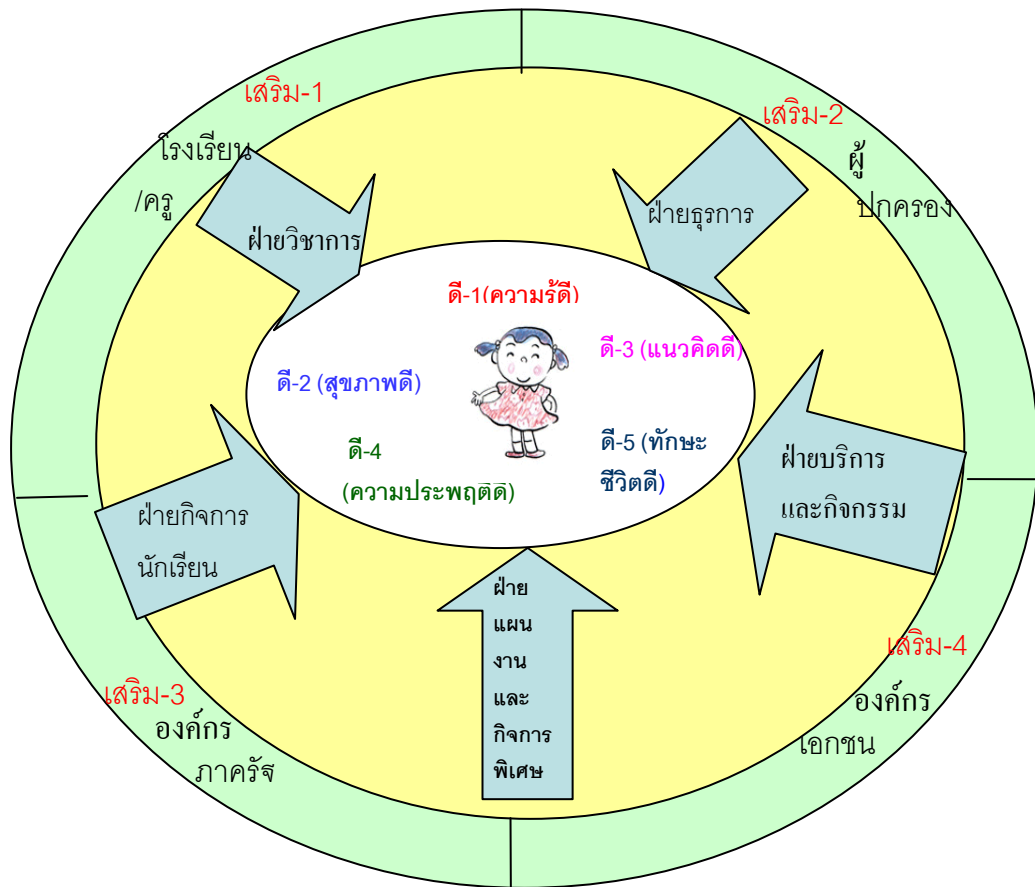 เสริม-1
โรงเรียน
/ครู
เสริม-2
ผู้
ปกครอง
ฝ่ายวิชาการ
ฝ่ายธุรการ
ดี-1(ความรู้ดี)
ดี-3 (แนวคิดดี)
ดี-2 (สุขภาพดี)
ดี-4
(ความประพฤติดี)
ดี-5 (ทักษะ
ชีวิตดี)
ฝ่ายบริการ
และกิจกรรม
ฝ่ายกิจการ
นักเรียน
ฝ่าย
แผน
งาน
และ
กิจการ
พิเศษ
เสริม-3
องค์กร
ภาครัฐ
เสริม-4
องค์กร
เอกชน